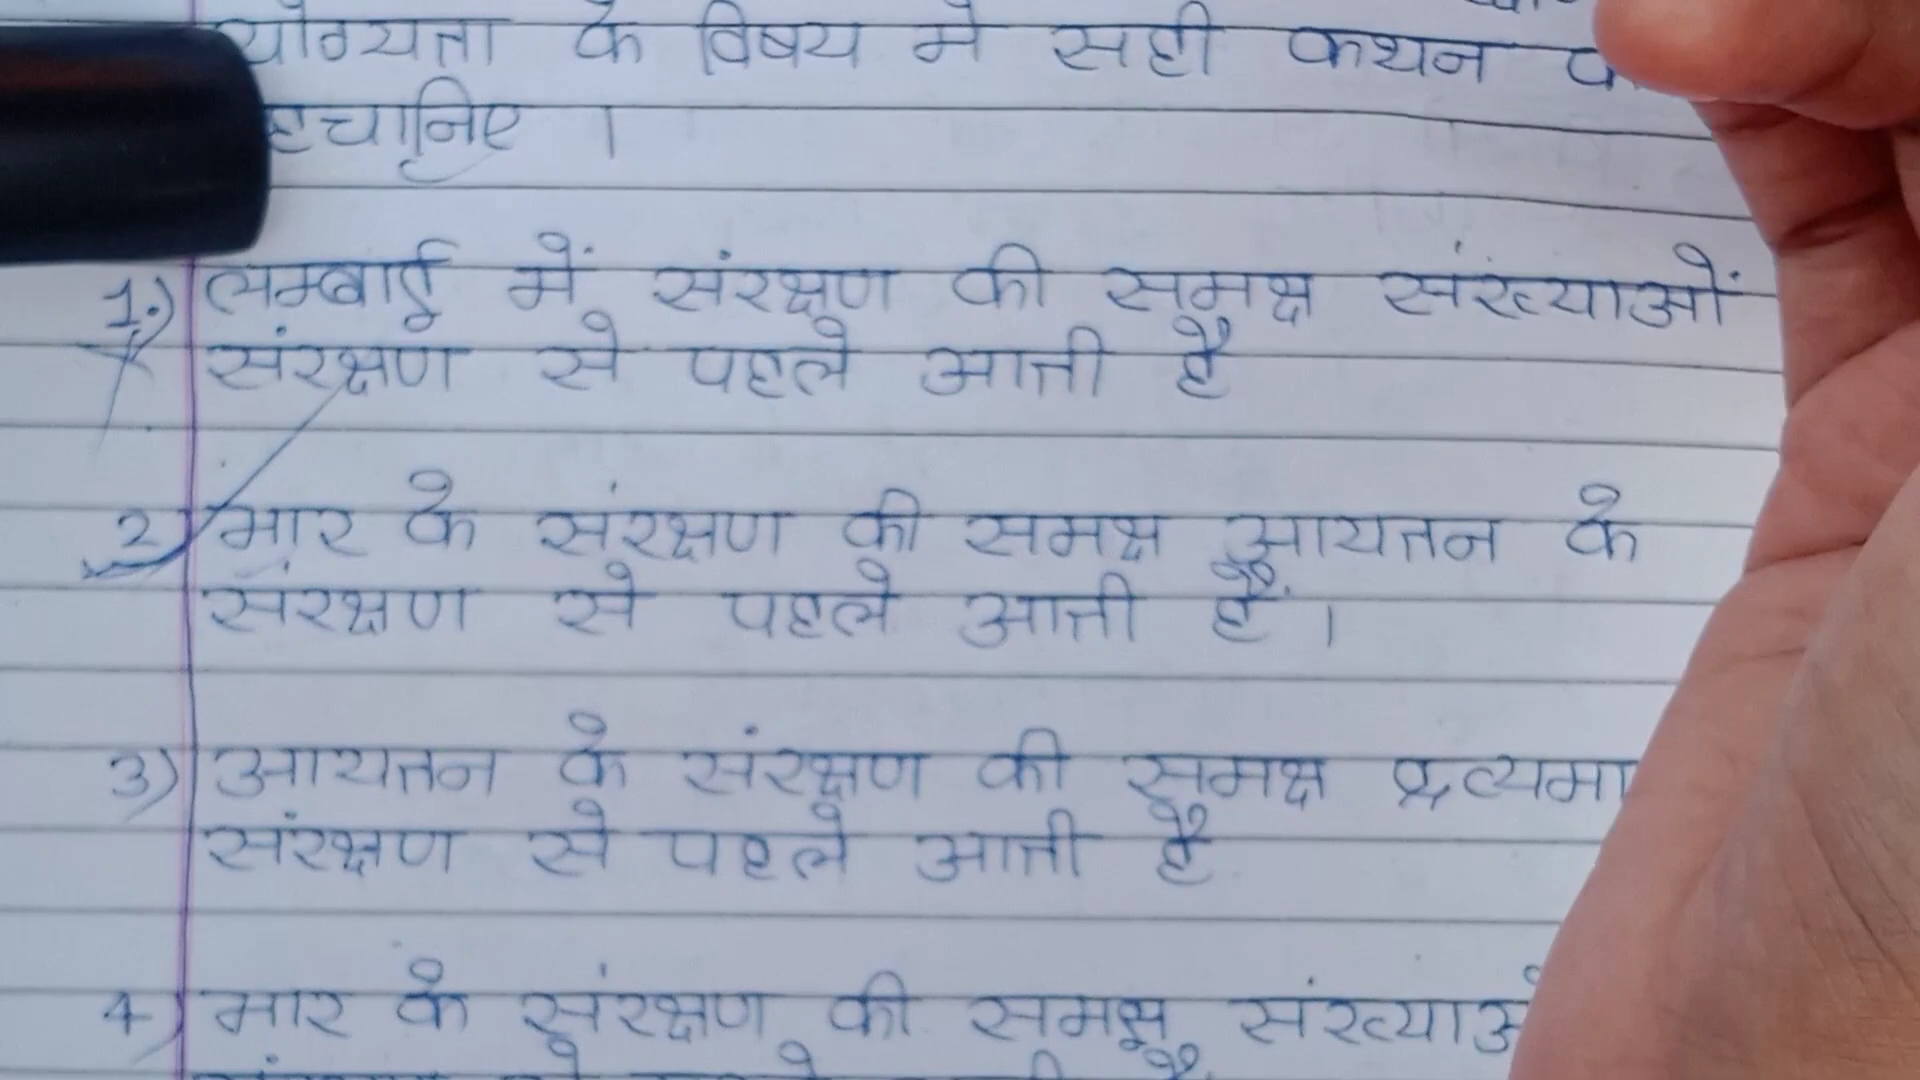 योग्यता के विषय मे सही कथन
हचानिए ।
1.) लम्बाई में संरक्षण की समक्ष संख्याओं
संरक्षण से पहले आती है
2) भार के संरक्षण की समक्ष आयतन के
संरक्षण से पहले आती हैं ।
3) आयतन के संरक्षण की समक्ष द्रव्यमा
संरक्षण से पहले आती है
4) भार के संरक्षण की समक्ष संख्याओ